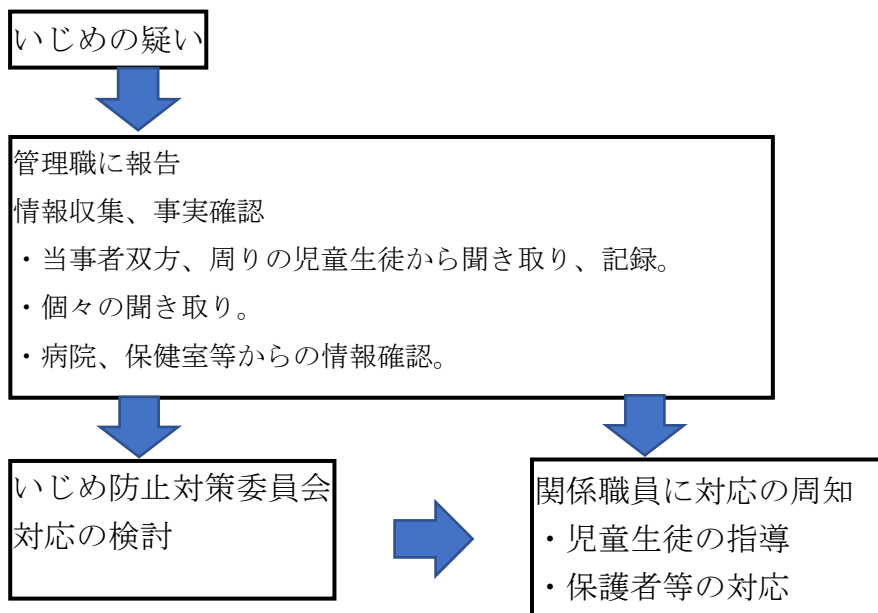 いじめの疑い
管理職に報告
情報収集、事実確認
・当事者双方、周りの児童生徒から聞き取り、記録。
・個々の聞き取り。
・病院、保健室等からの情報確認。
いじめ防止対策委員会
対応の検討
関係職員に対応の周知
・児童生徒の指導
・保護者等の対応